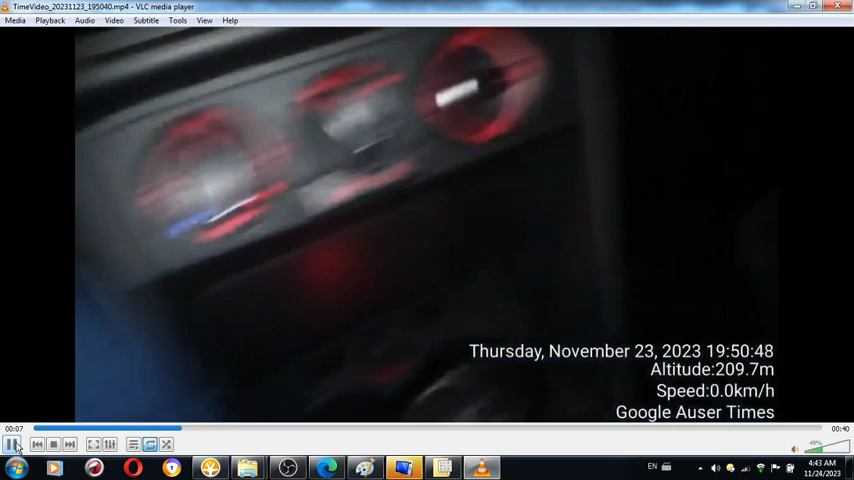 TimeVideo_20231123_195040.mp4 - VLC media player
Media Playback Audio Video Subtitle Tools View Help
Thursday, November 23, 2023 19:50:48
Altitude:209.7m
Speed:0.0km/h
Google Auser Times
00:07
00:40
49%
EN
4:43 AM
11/24/2023